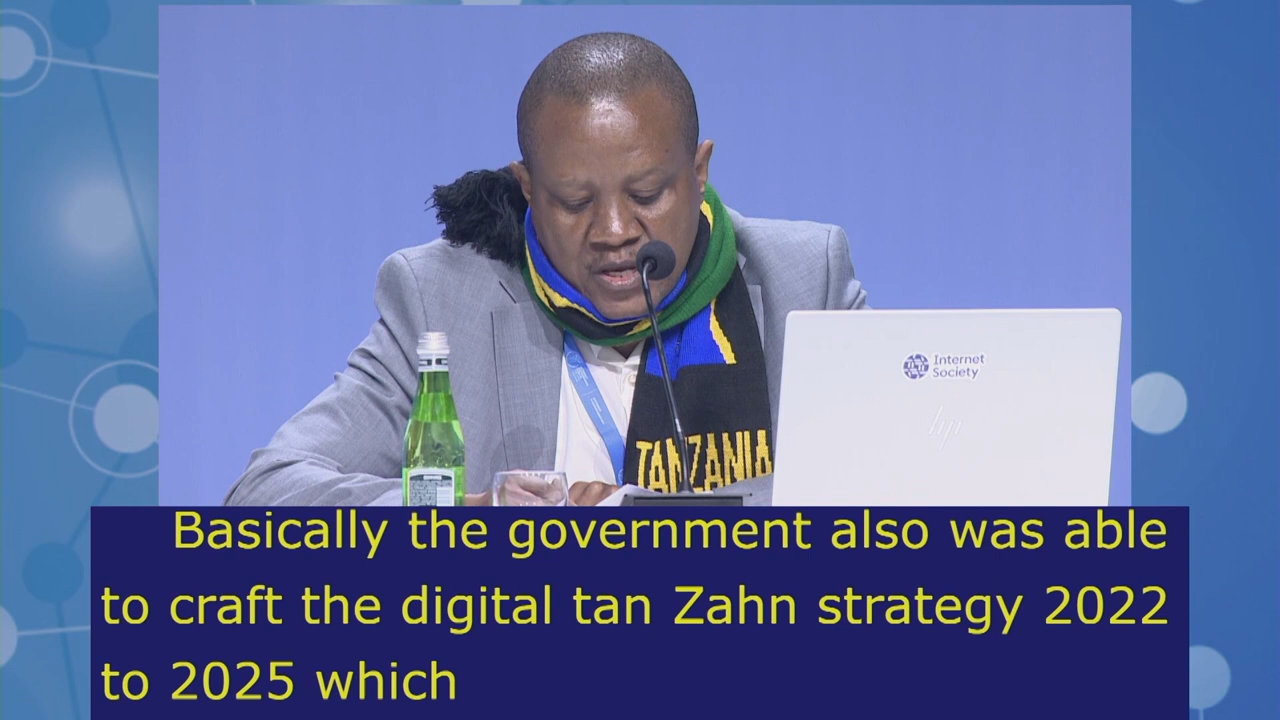 Internet
Society
hp
TANZANIA
Basically the government also was able
to craft the digital tan Zahn strategy 2022
to 2025 which